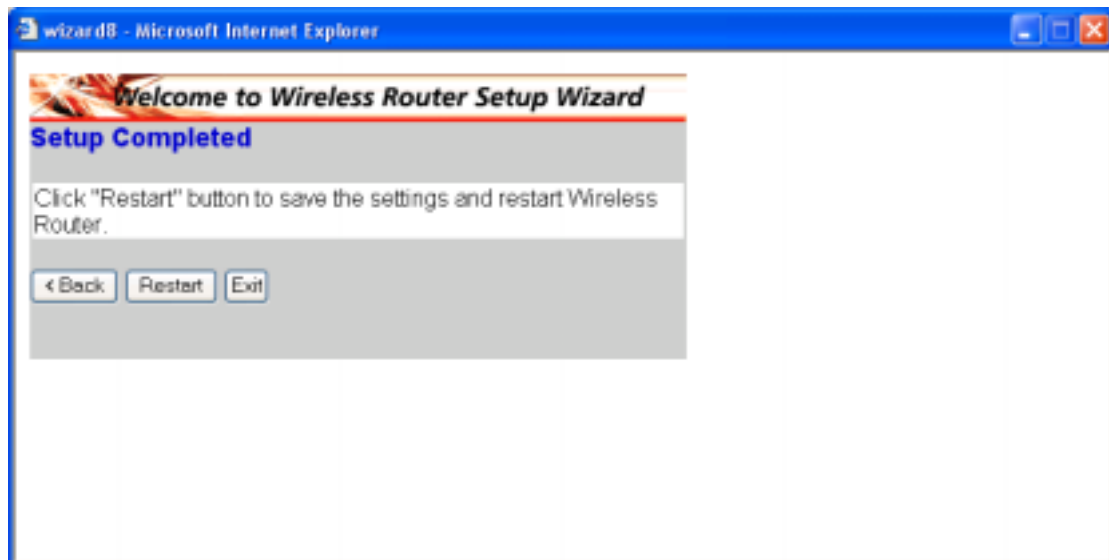 wizard8 - Microsoft Internet Explorer
Welcome to Wireless Router Setup Wizard
Setup Completed
Click "Restart" button to save the settings and restart Wireless
Router.
< Back Restart Exit